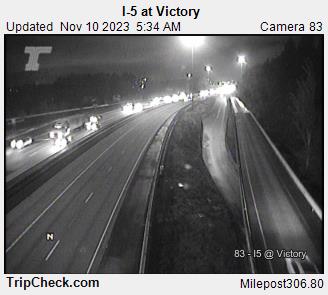 I-5 at Victory
Updated Nov 10 2023 5:34 AM Camera 83
N
83 - I5 @ Victory
TripCheck.com Milepost306.80